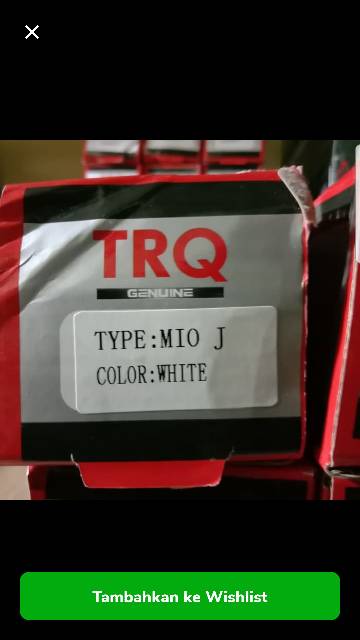 TRQ
GENUINE
TYPE:MIO J
COLOR:WHITE
Tambahkan ke Wishlist